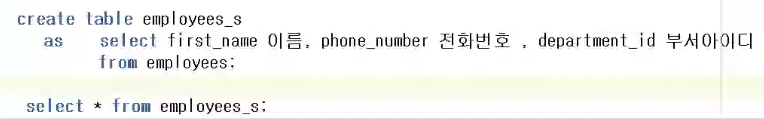 create table employees_s
as select first_name 이름, phone_number 전화번호 , department_id 부서아이디
from employees;
select * from employees_s;